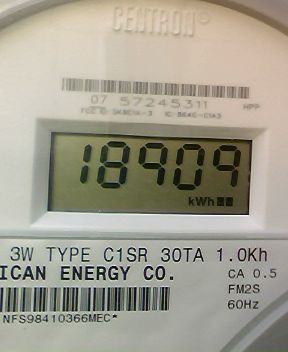 CENTRON®
07 57245311 HPP
18909
kWh
3W TYPE C1SR 30TA 1.0Kh
ICAN ENERGY CO. CA 0.5
FM2S
60Hz
NFS98410366MEC*